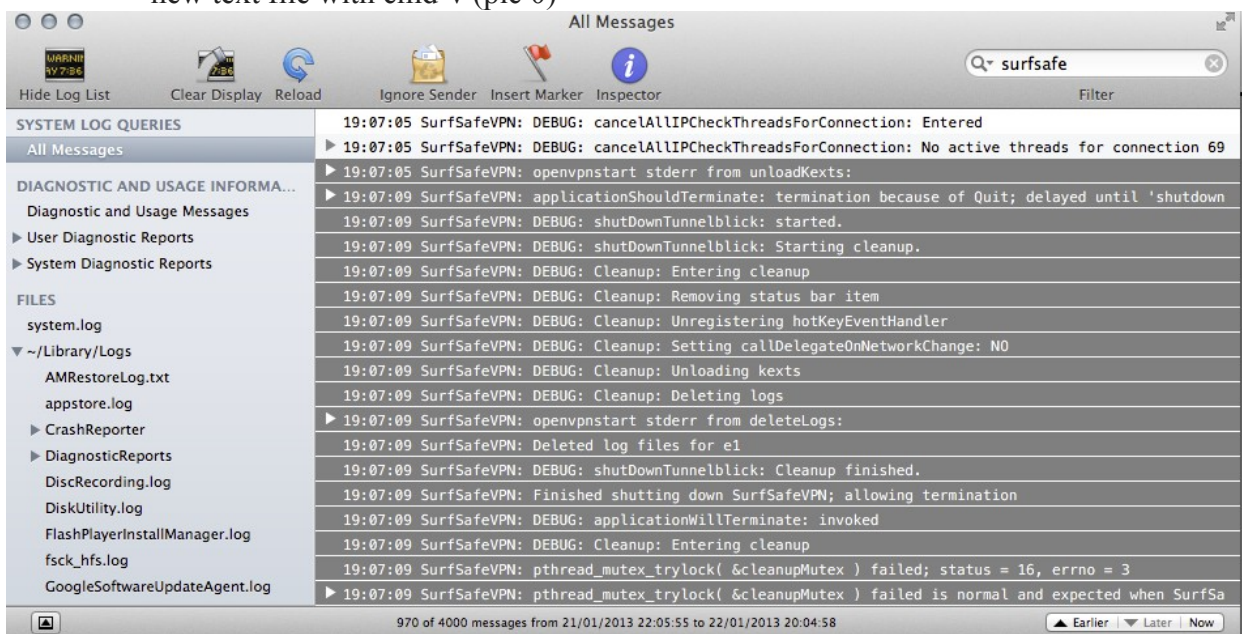 new text file with cmd V (pic 6)
All Messages
WARNIN
AY 7:36
7:36
Hide Log List Clear Display Reload Ignore Sender Insert Marker Inspector
surfsafe
Filter
SYSTEM LOG QUERIES
All Messages
DIAGNOSTIC AND USAGE INFORMA...
Diagnostic and Usage Messages
User Diagnostic Reports
System Diagnostic Reports
FILES
system.log
~/Library/Logs
AMRestoreLog.txt
appstore.log
CrashReporter
DiagnosticReports
DiscRecording.log
DiskUtility.log
FlashPlayerInstallManager.log
fsck_hfs.log
GoogleSoftwareUpdateAgent.log
19:07:05 SurfSafeVPN: DEBUG: cancelAllIPCheckThreadsForConnection: Entered
19:07:05 SurfSafeVPN: DEBUG: cancelAllIPCheckThreadsForConnection: No active threads for connection 69
19:07:05 SurfSafeVPN: openvpnstart stderr from unloadKexts:
19:07:09 SurfSafeVPN: applicationShouldTerminate: termination because of Quit; delayed until 'shutdown
19:07:09 SurfSafeVPN: DEBUG: shutDownTunnelblick: started.
19:07:09 SurfSafeVPN: DEBUG: shutDownTunnelblick: Starting cleanup.
19:07:09 SurfSafeVPN: DEBUG: Cleanup: Entering cleanup
19:07:09 SurfSafeVPN: DEBUG: Cleanup: Removing status bar item
19:07:09 SurfSafeVPN: DEBUG: Cleanup: Unregistering hotKeyEventHandler
19:07:09 SurfSafeVPN: DEBUG: Cleanup: Setting callDelegateOnNetworkChange: NO
19:07:09 SurfSafeVPN: DEBUG: Cleanup: Unloading kexts
19:07:09 SurfSafeVPN: DEBUG: Cleanup: Deleting logs
19:07:09 SurfSafeVPN: openvpnstart stderr from deleteLogs:
19:07:09 SurfSafeVPN: Deleted log files for e1
19:07:09 SurfSafeVPN: DEBUG: shutDownTunnelblick: Cleanup finished.
19:07:09 SurfSafeVPN: Finished shutting down SurfSafeVPN; allowing termination
19:07:09 SurfSafeVPN: DEBUG: applicationWillTerminate: invoked
19:07:09 SurfSafeVPN: DEBUG: Cleanup: Entering cleanup
19:07:09 SurfSafeVPN: pthread_mutex_trylock( &cleanupMutex ) failed; status = 16, errno = 3
19:07:09 SurfSafeVPN: pthread_mutex_trylock( &cleanupMutex ) failed is normal and expected when SurfSa
970 of 4000 messages from 21/01/2013 22:05:55 to 22/01/2013 20:04:58
Earlier Later Now